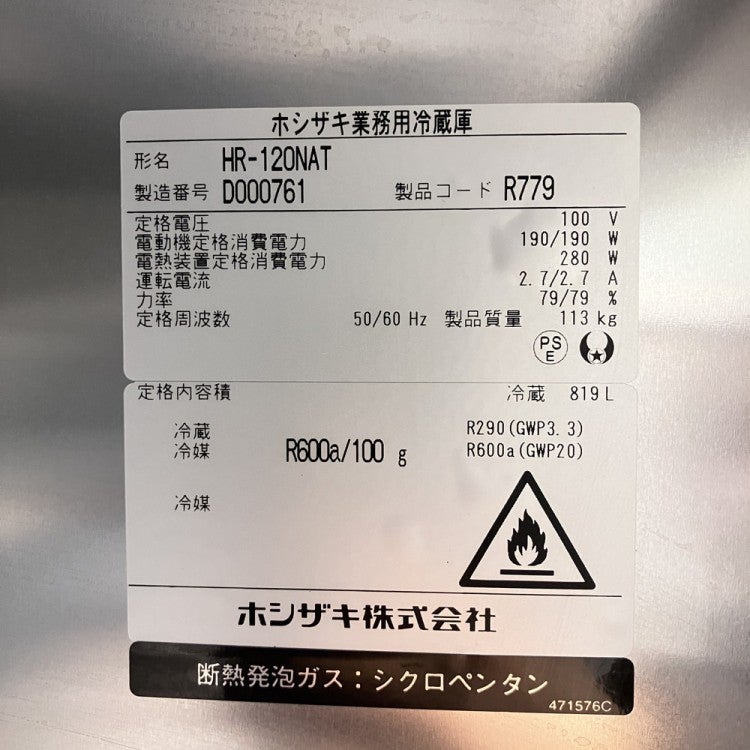 ホシザキ業務用冷蔵庫
形名 HR-120NAT
製造番号 D000761 製品コード R779
定格電圧 100 V
電動機定格消費電力 190/190 W
電熱装置定格消費電力 280 W
運転電流 2.7/2.7 A
力率 79/79 %
定格周波数 50/60 Hz 製品質量 113 kg
PS
E
定格内容積 冷蔵 819 L
冷蔵 R290(GWP3.3)
冷媒 R600a/100 g R600a(GWP20)
冷媒
ホシザキ株式会社
断熱発泡ガス：シクロペンタン
471576C